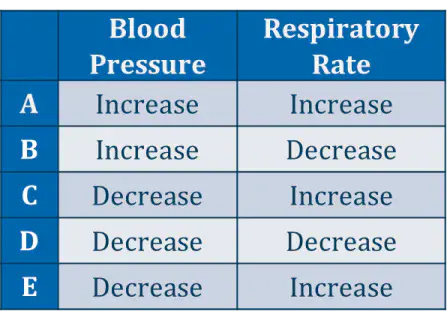 Blood Pressure Respiratory Rate
A Increase Increase
B Increase Decrease
C Decrease Increase
D Decrease Decrease
E Decrease Increase